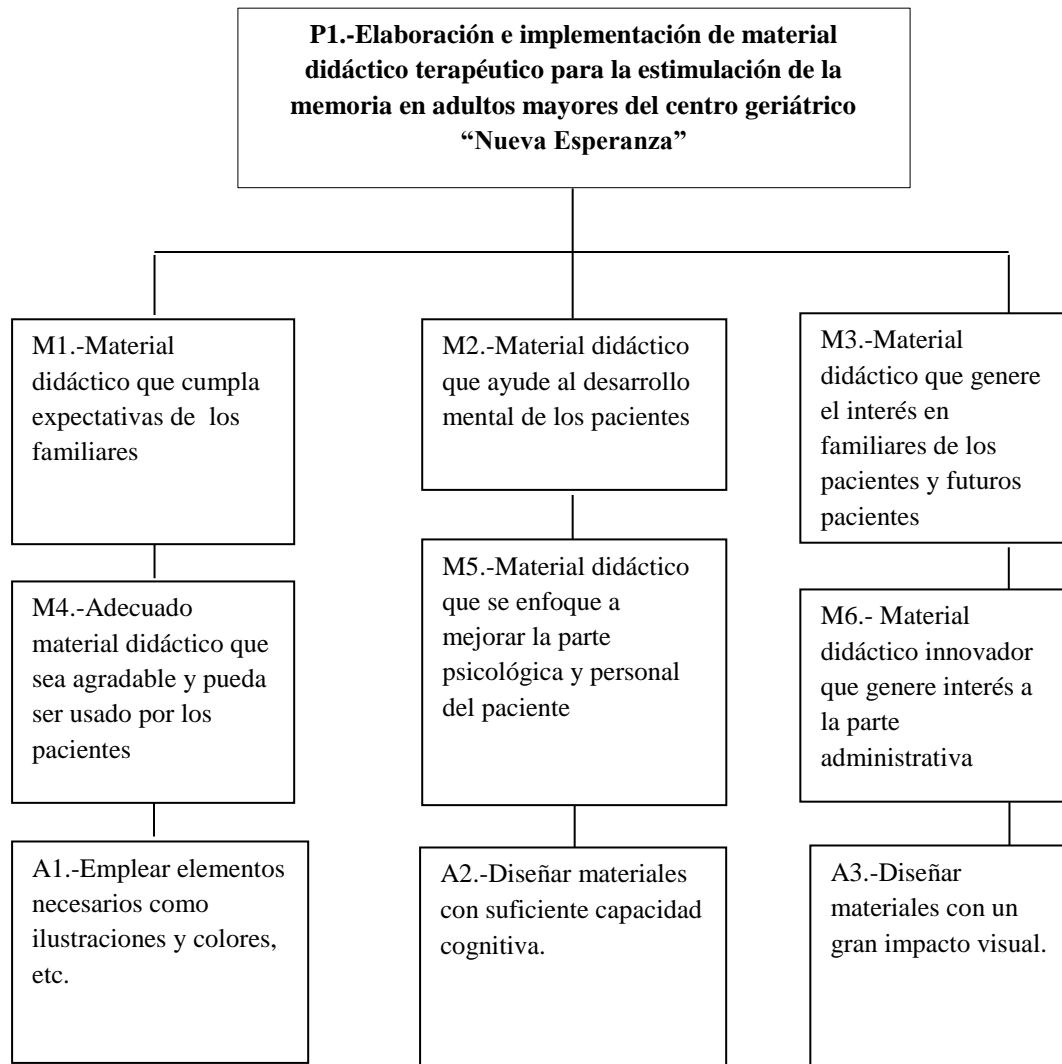 P1.-Elaboración e implementación de material
didáctico terapéutico para la estimulación de la
memoria en adultos mayores del centro geriátrico
“Nueva Esperanza”
M1.-Material
didáctico que cumpla
expectativas de los
familiares
M2.-Material didáctico
que ayude al desarrollo
mental de los pacientes
M3.-Material
didáctico que genere
el interés en
familiares de los
pacientes y futuros
pacientes
M4.-Adecuado
material didáctico que
sea agradable y pueda
ser usado por los
pacientes
M5.-Material didáctico
que se enfoque a
mejorar la parte
psicológica y personal
del paciente
M6.- Material
didáctico innovador
que genere interés a
la parte
administrativa
A1.-Emplear elementos
necesarios como
ilustraciones y colores,
etc.
A2.-Diseñar materiales
con suficiente capacidad
cognitiva.
A3.-Diseñar
materiales con un
gran impacto visual.